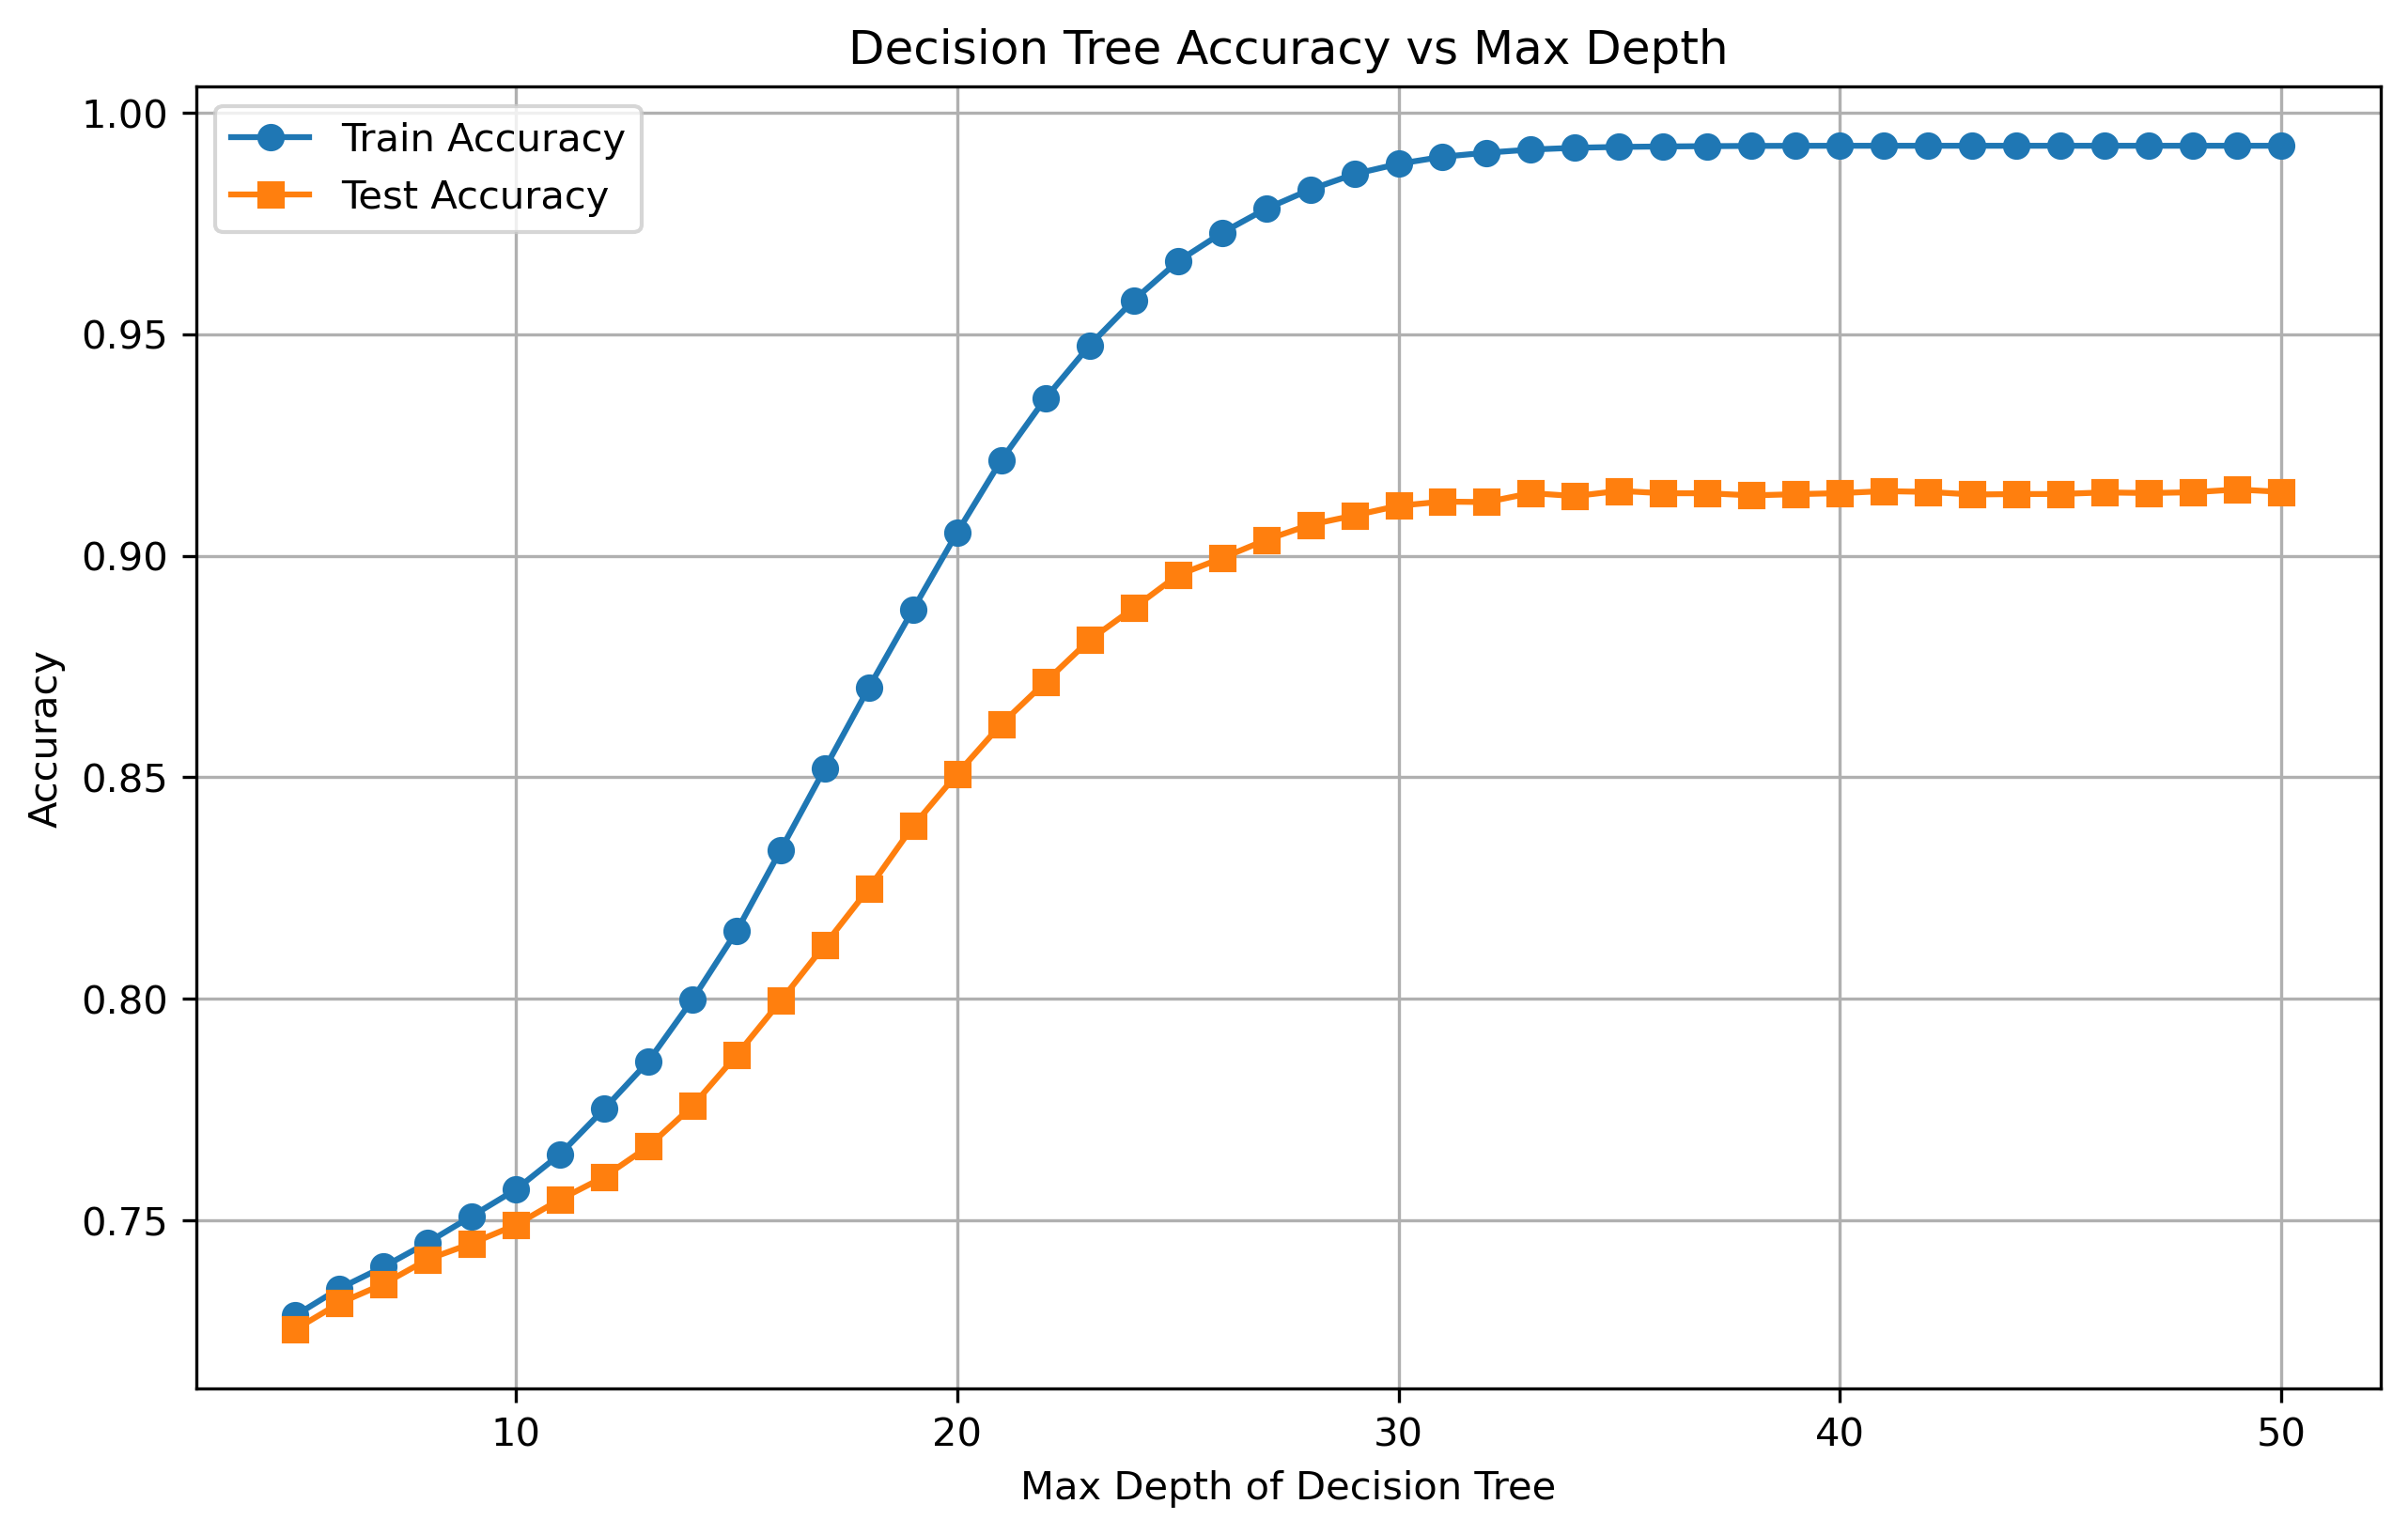 Decision Tree Accuracy vs Max Depth
1.00
0.95
0.90
0.85
0.80
0.75
Accuracy
Train Accuracy
Test Accuracy
10 20 30 40 50
Max Depth of Decision Tree